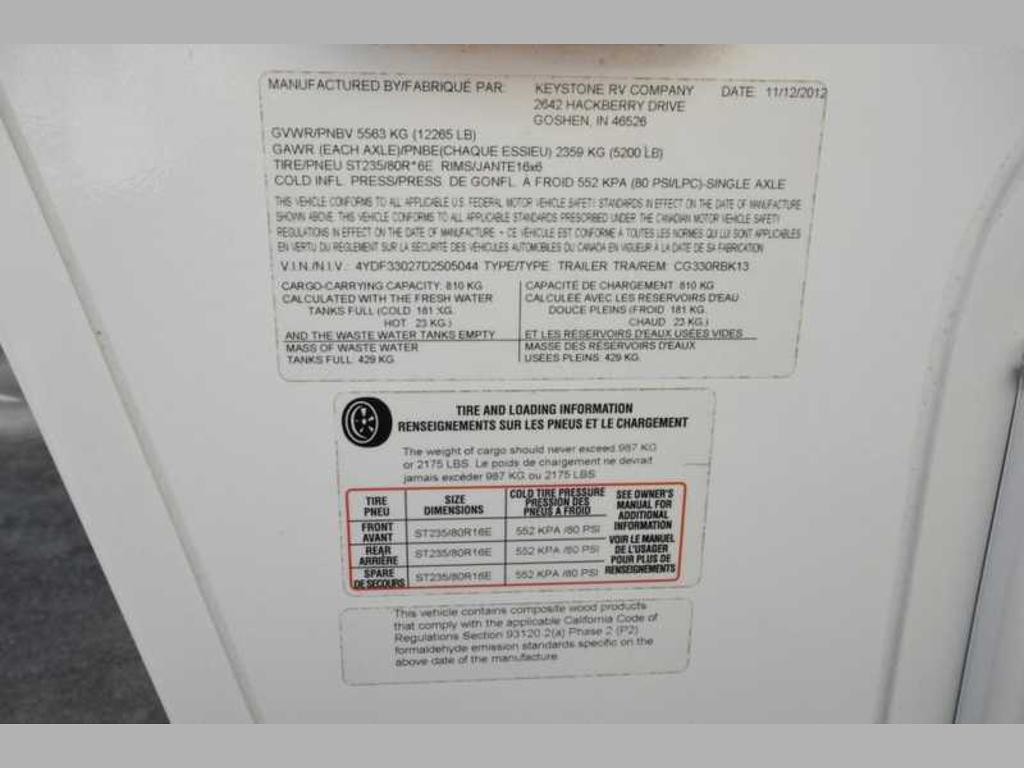 MANUFACTURED BY/FABRIQUÉ PAR: KEYSTONE RV COMPANY DATE: 11/12/2012
2642 HACKBERRY DRIVE
GOSHEN, IN 46526
GVWR/PNBV 5563 KG (12265 LB)
GAWR (EACH AXLE)/PNBE(CHAQUE ESSIEU) 2359 KG (5200 LB)
TIRE/PNEU ST235/80R*6E RIMS/JANTE16x6
COLD INFL. PRESS/PRESS. DE GONFL. À FROID 552 KPA (80 PSI/LPC)-SINGLE AXLE
THIS VEHICLE CONFORMS TO ALL APPLICABLE U.S. FEDERAL MOTOR VEHICLE SAFETY STANDARDS IN EFFECT ON THE DATE OF MANUFACTURE
SHOWN ABOVE. THIS VEHICLE CONFORMS TO ALL APPLICABLE STANDARDS PRESCRIBED UNDER THE CANADIAN MOTOR VEHICLE SAFETY
REGULATIONS IN EFFECT ON THE DATE OF MANUFACTURE - CE VEHICULE EST CONFORME A TOUTES LES NORMES QUI LUI SONT APPLICABLES
EN VERTU DU REGLEMENT SUR LA SECURITE DES VEHICULES AUTOMOBILES DU CANADA EN VIGUEUR A LA DATE DE SA FABRICATION
V.I.N./N.I.V.: 4YDF33027D2505044 TYPE/TYPE: TRAILER TRA/REM: CG330RBK13
CARGO-CARRYING CAPACITY: 810 KG
CALCULATED WITH THE FRESH WATER
TANKS FULL (COLD 181 KG.
HOT 23 KG.)
AND THE WASTE WATER TANKS EMPTY
MASS OF WASTE WATER
TANKS FULL: 429 KG
CAPACITÉ DE CHARGEMENT 810 KG
CALCULÉE AVEC LES RÉSERVOIRS D'EAU
DOUCE PLEINS (FROID 181 KG.
CHAUD 23 KG.)
ET LES RÉSERVOIRS D'EAUX USÉES VIDES
MASSE DES RÉSERVOIRS D'EAUX
USÉES PLEINS: 429 KG.
TIRE AND LOADING INFORMATION
RENSEIGNEMENTS SUR LES PNEUS ET LE CHARGEMENT
The weight of cargo should never exceed 987 KG
or 2175 LBS. Le poids de chargement ne devrait
jamais excéder 987 KG ou 2175 LBS
TIRE
PNEU
SIZE
DIMENSIONS
COLD TIRE PRESSURE
PRESSION DES
PNEUS A FROID
FRONT
AVANT
ST235/80R16E 552 KPA /80 PSI
REAR
ARRIÈRE
ST235/80R16E 552 KPA /80 PSI
SPARE
DE SECOURS
ST235/80R16E 552 KPA /80 PSI
SEE OWNER'S
MANUAL FOR
ADDITIONAL
INFORMATION
VOIR LE MANUEL
DE L'USAGER
POUR PLUS DE
RENSEIGNEMENTS
This vehicle contains composite wood products
that comply with the applicable California Code of
Regulations Section 93120.2(a) Phase 2 (P2)
formaldehyde emission standards specific on the
above date of the manufacture